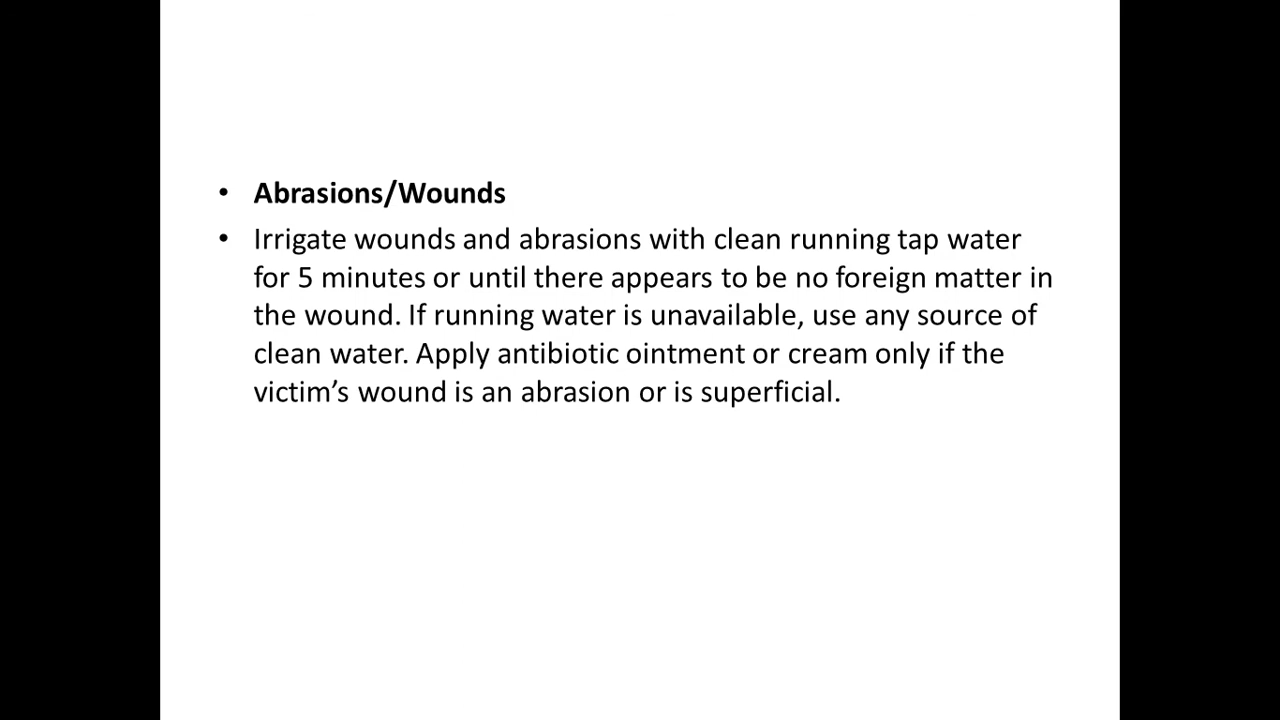 • Abrasions/Wounds
• Irrigate wounds and abrasions with clean running tap water
for 5 minutes or until there appears to be no foreign matter in
the wound. If running water is unavailable, use any source of
clean water. Apply antibiotic ointment or cream only if the
victim’s wound is an abrasion or is superficial.